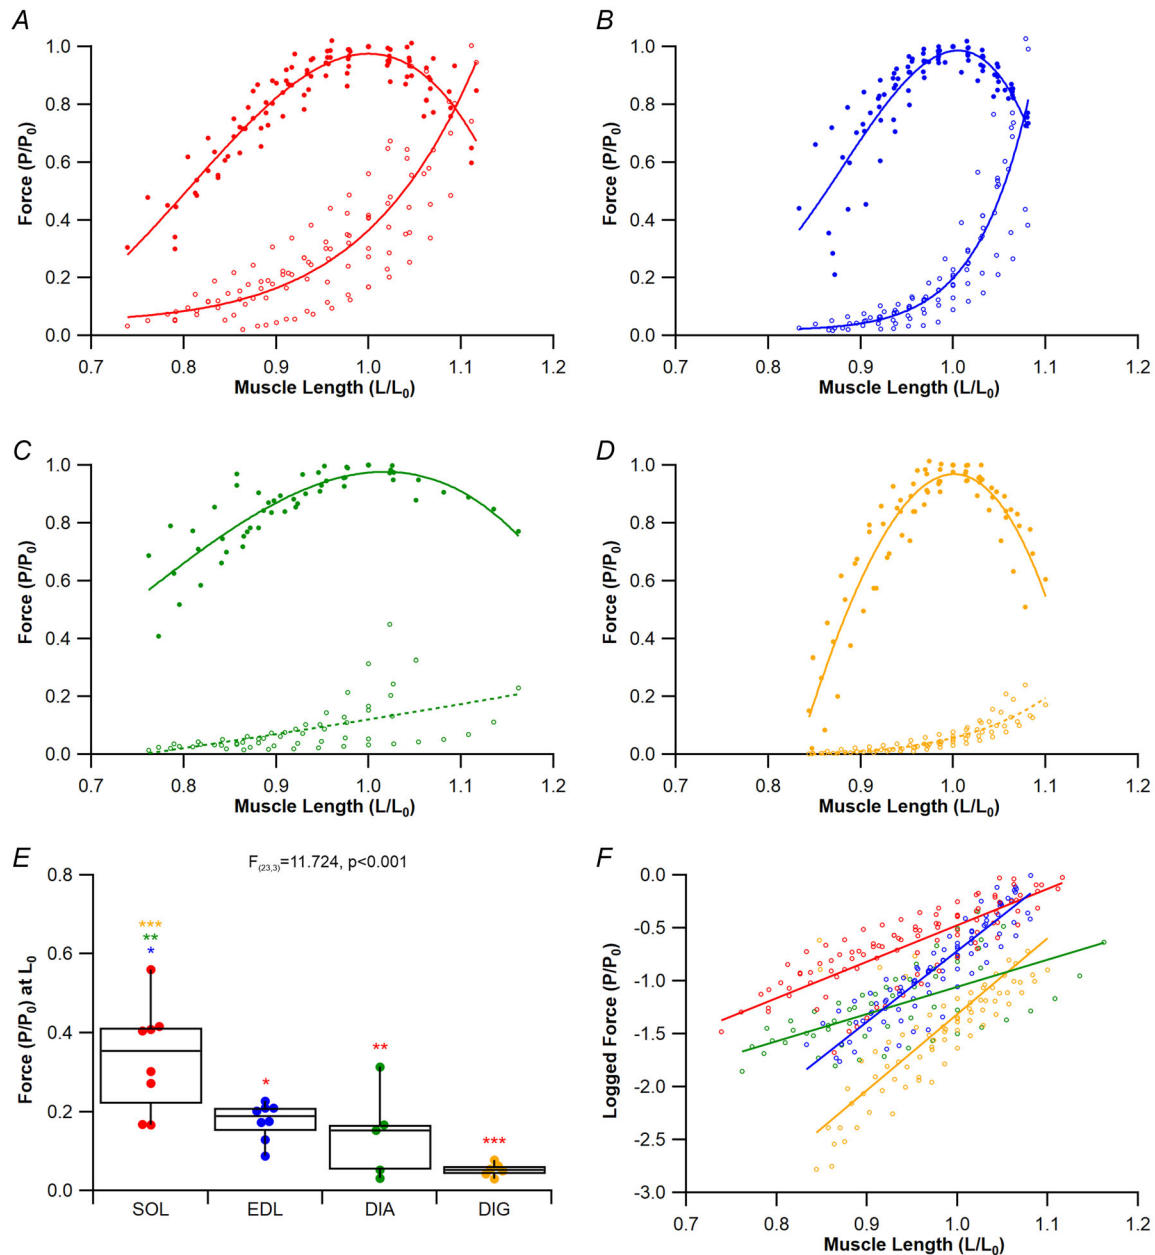 A
B
1.0
0.8
0.6
0.4
0.2
0.0
Force (P/P0)
0.7 0.8 0.9 1.0 1.1 1.2
Muscle Length (L/L0)
1.0
0.8
0.6
0.4
0.2
0.0
Force (P/P0)
0.7 0.8 0.9 1.0 1.1 1.2
Muscle Length (L/L0)
C
D
1.0
0.8
0.6
0.4
0.2
0.0
Force (P/P0)
0.7 0.8 0.9 1.0 1.1 1.2
Muscle Length (L/L0)
1.0
0.8
0.6
0.4
0.2
0.0
Force (P/P0)
0.7 0.8 0.9 1.0 1.1 1.2
Muscle Length (L/L0)
E
F(23,3)=11.724, p<0.001
0.8
0.6
0.4
0.2
0.0
Force (P/P0) at L0
***
**
*
*
**
***
SOL EDL DIA DIG
F
0.0
-0.5
-1.0
-1.5
-2.0
-2.5
-3.0
Logged Force (P/P0)
0.7 0.8 0.9 1.0 1.1 1.2
Muscle Length (L/L0)